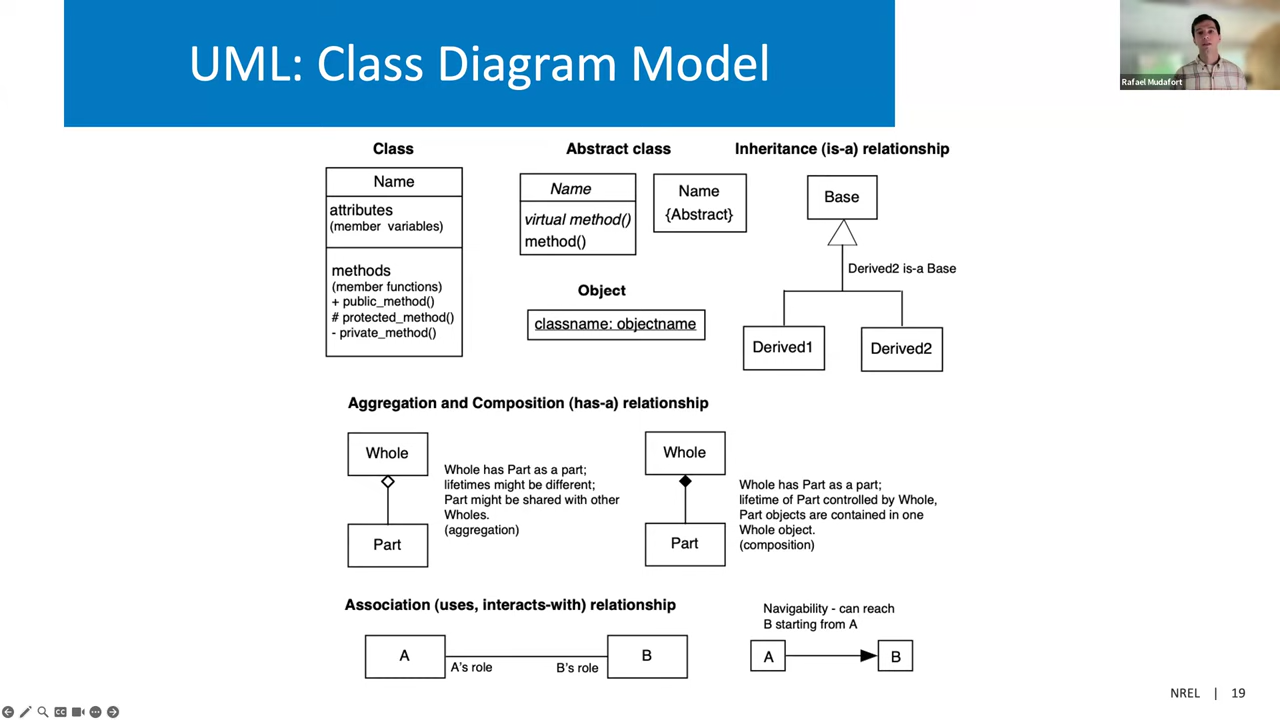 UML: Class Diagram Model
Rafael Mudafort
Class
Name
attributes
(member variables)
methods
(member functions)
+ public_method()
# protected_method()
- private_method()
Abstract class
Name
virtual method()
method()
Name
{Abstract}
Object
classname: objectname
Inheritance (is-a) relationship
Base
Derived2 is-a Base
Derived1
Derived2
Aggregation and Composition (has-a) relationship
Whole
Part
Whole has Part as a part;
lifetimes might be different;
Part might be shared with other
Wholes.
(aggregation)
Whole
Part
Whole has Part as a part;
lifetime of Part controlled by Whole,
Part objects are contained in one
Whole object.
(composition)
Association (uses, interacts-with) relationship
A
A's role
B's role
B
Navigability - can reach
B starting from A
A
B
NREL | 19